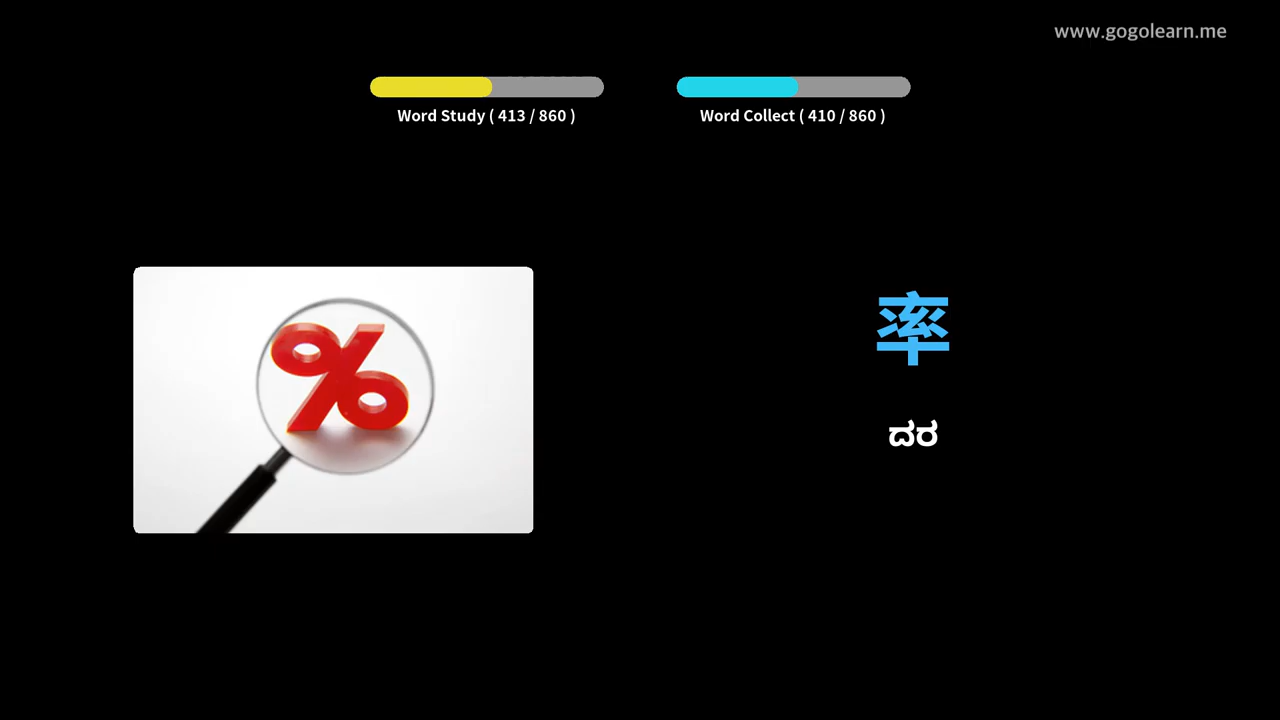 www.gogolearn.me
Word Study ( 413 / 860 )
Word Collect ( 410 / 860 )
%
率
ದರ